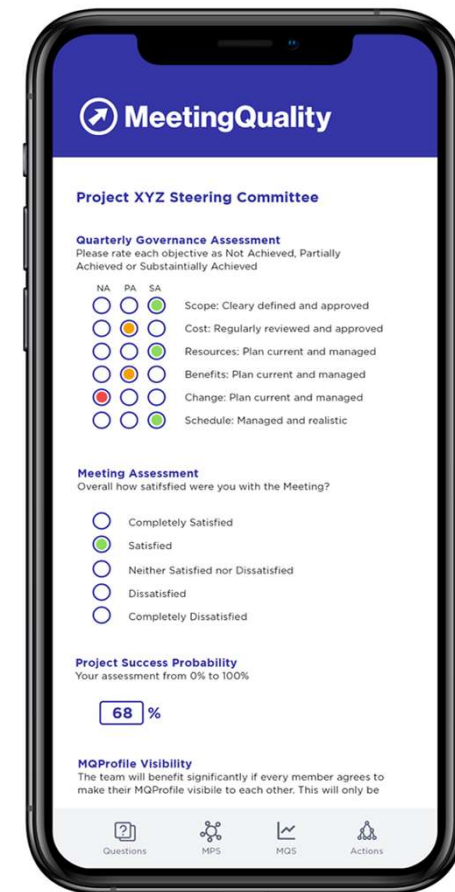 MeetingQuality
Project XYZ Steering Committee
Quarterly Governance Assessment
Please rate each objective as Not Achieved, Partially
Achieved or Substaintially Achieved
NA PA SA
Scope: Cleary defined and approved
Cost: Regularly reviewed and approved
Resources: Plan current and managed
Benefits: Plan current and managed
Change: Plan current and managed
Schedule: Managed and realistic
Meeting Assessment
Overall how satifsfied were you with the Meeting?
Completely Satisfied
Satisfied
Neither Satisfied nor Dissatisfied
Dissatisfied
Completely Dissatisfied
Project Success Probability
Your assessment from 0% to 100%
68 %
MQProfile Visibility
The team will benefit significantly if every member agrees to
make their MQProfile visibile to each other. This will only be
Questions MPS MQS Actions